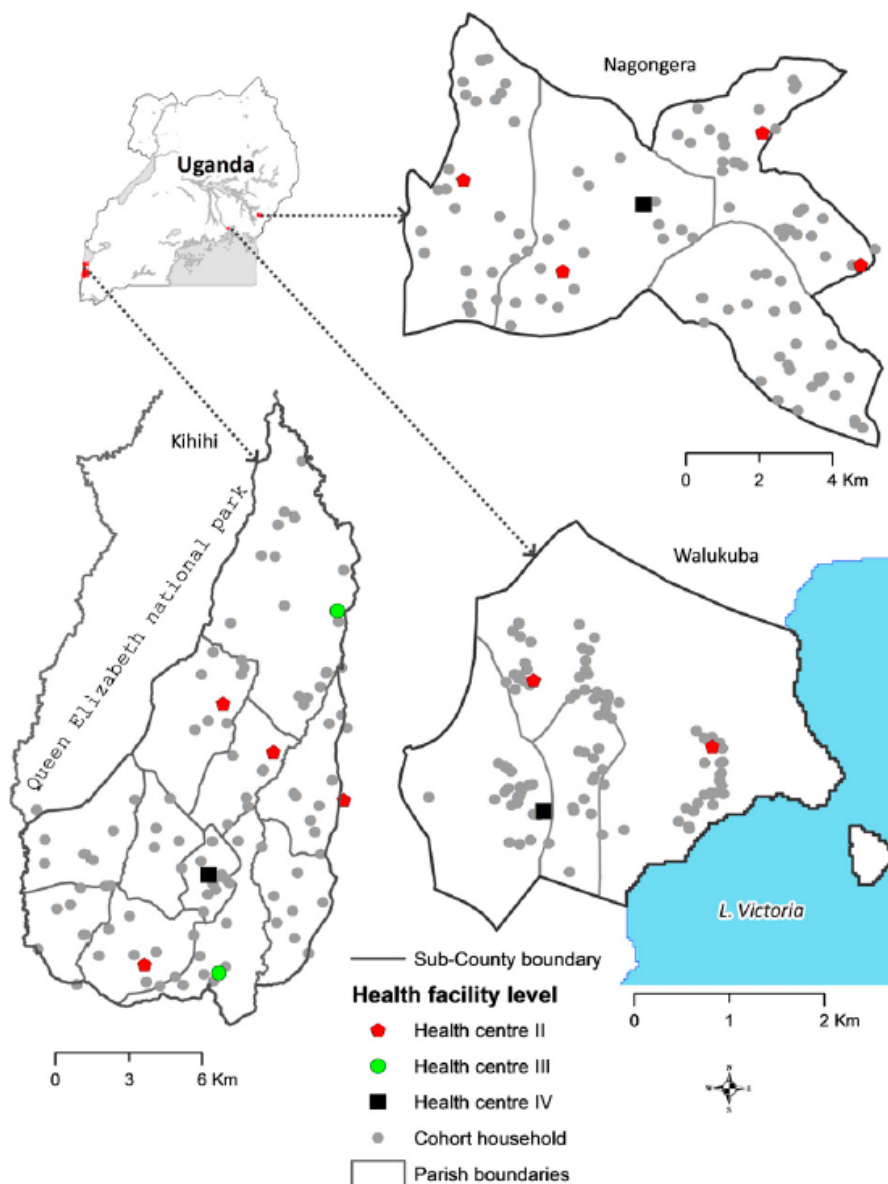 Nagongera
Uganda
0 2 4 Km
Kihihi
Queen Elizabeth national park
Walukuba
L. Victoria
0 1 2 Km
0 3 6 Km
Sub-County boundary
Health facility level
Health centre II
Health centre III
Health centre IV
Cohort household
Parish boundaries
N
W E
S